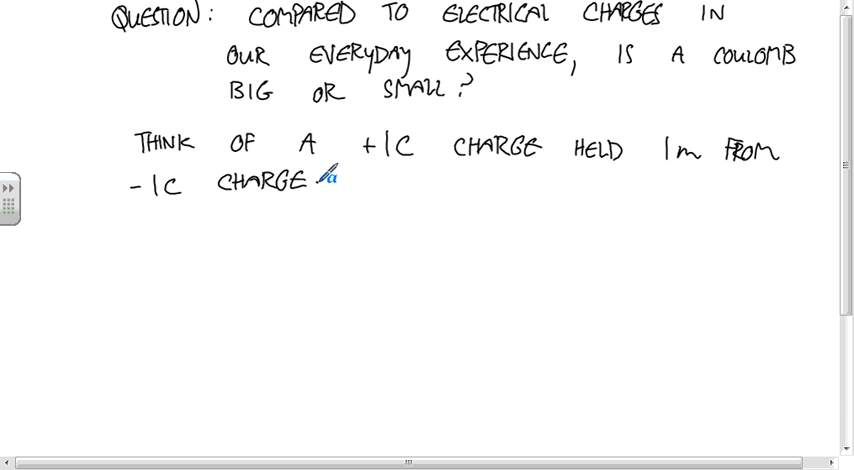 QUESTION: COMPARED TO ELECTRICAL CHARGES IN
OUR EVERYDAY EXPERIENCE, IS A COULOMB
BIG OR SMALL?
THINK OF A +1C CHARGE HELD 1m FROM
-1C CHARGE.